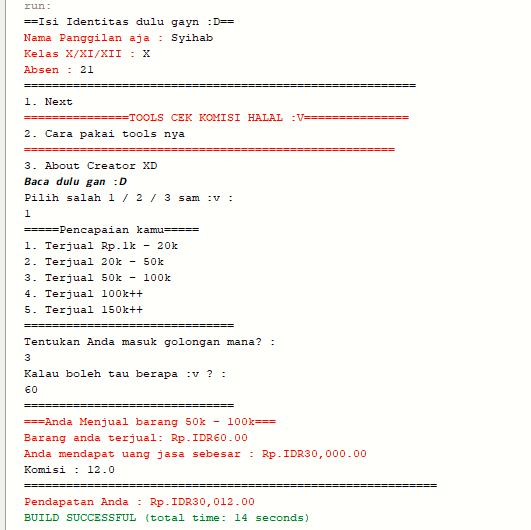 run:
==Isi Identitas dulu gayn :D==
Nama Panggilan aja : Syihab
Kelas X/XI/XII : X
Absen : 21
========================================================
1. Next
===============TOOLS CEK KOMISI HALAL :V===============
2. Cara pakai tools nya
=====================================================
3. About Creator XD
Baca dulu gan :D
Pilih salah 1 / 2 / 3 sam :v :
1
=====Pencapaian kamu=====
1. Terjual Rp.1k - 20k
2. Terjual 20k - 50k
3. Terjual 50k - 100k
4. Terjual 100k++
5. Terjual 150k++
==============================
Tentukan Anda masuk golongan mana? :
3
Kalau boleh tau berapa :v ? :
60
==============================
===Anda Menjual barang 50k - 100k===
Barang anda terjual: Rp.IDR60.00
Anda mendapat uang jasa sebesar : Rp.IDR30,000.00
Komisi : 12.0
===========================================================
Pendapatan Anda : Rp.IDR30,012.00
BUILD SUCCESSFUL (total time: 14 seconds)